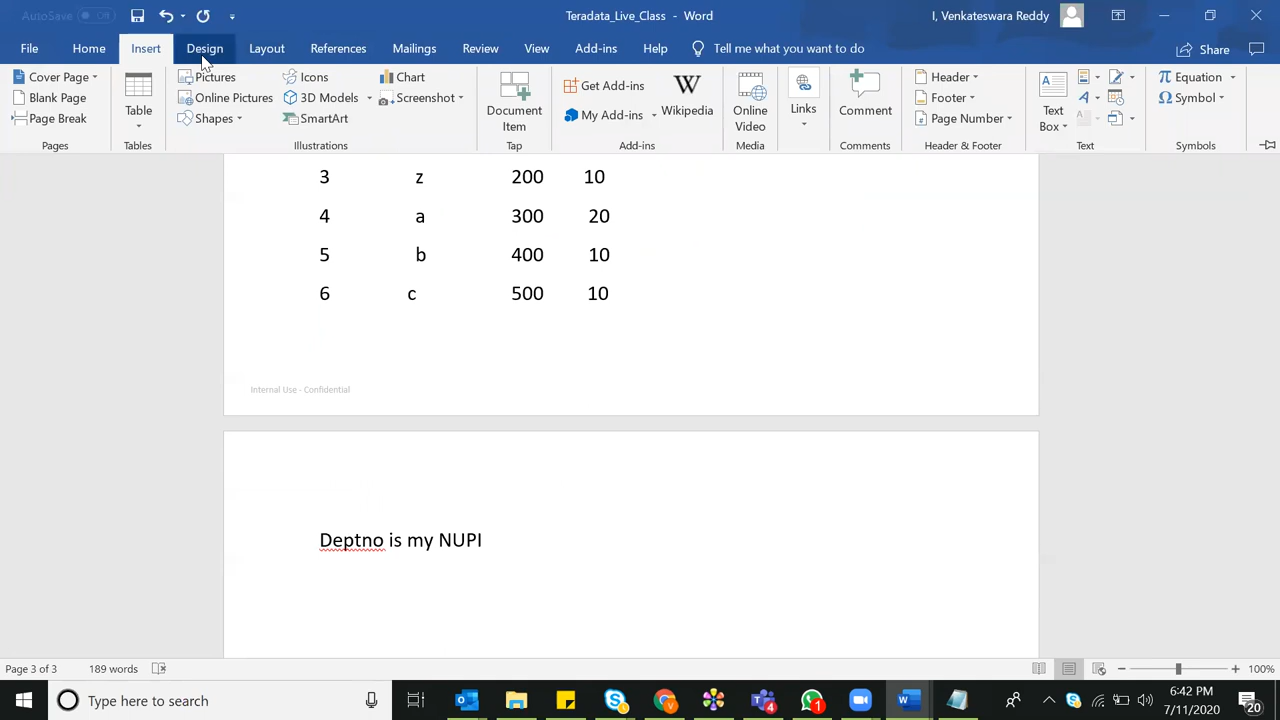 AutoSave Off
Teradata_Live_Class - Word
I, Venkateswara Reddy
File Home Insert Design Layout References Mailings Review View Add-ins Help Tell me what you want to do Share
Cover Page
Blank Page
Page Break
Pages
Table
Tables
Pictures
Online Pictures
Shapes
Icons
3D Models
SmartArt
Chart
Screenshot
Illustrations
Document
Item
Tap
Get Add-ins
My Add-ins
W
Wikipedia
Add-ins
Online
Video
Media
Links
Comment
Comments
Header
Footer
Page Number
Header & Footer
Text
Box
Text
Equation
Symbol
Symbols
3 z 200 10
4 a 300 20
5 b 400 10
6 c 500 10
Internal Use - Confidential
Deptno is my NUPI
Page 3 of 3 189 words 100%
Type here to search
6:42 PM
7/11/2020
20